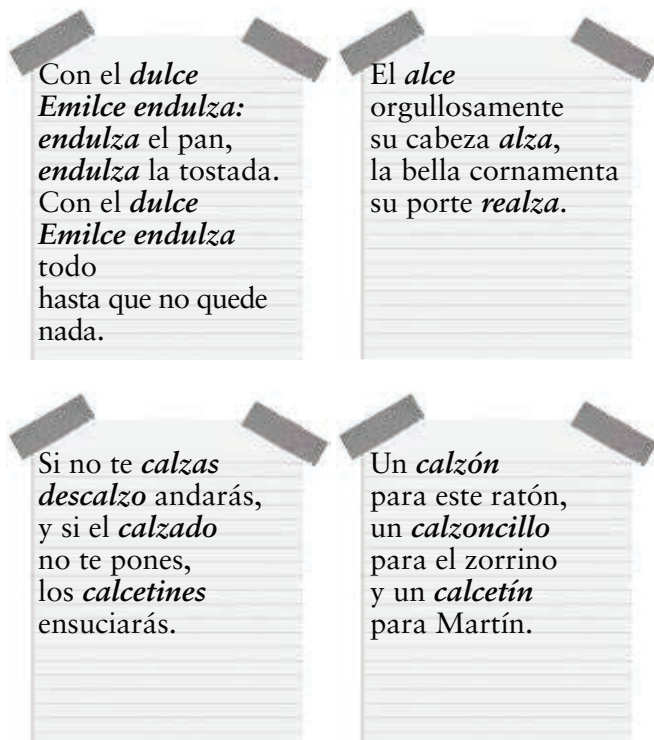 Con el dulce
Emilce endulza:
endulza el pan,
endulza la tostada.
Con el dulce
Emilce endulza
todo
hasta que no quede
nada.
El alce
orgullosamente
su cabeza alza,
la bella cornamenta
su porte realza.
Si no te calzas
descalzo andarás,
y si el calzado
no te pones,
los calcetines
ensuciarás.
Un calzón
para este ratón,
un calzoncillo
para el zorrino
y un calcetín
para Martín.